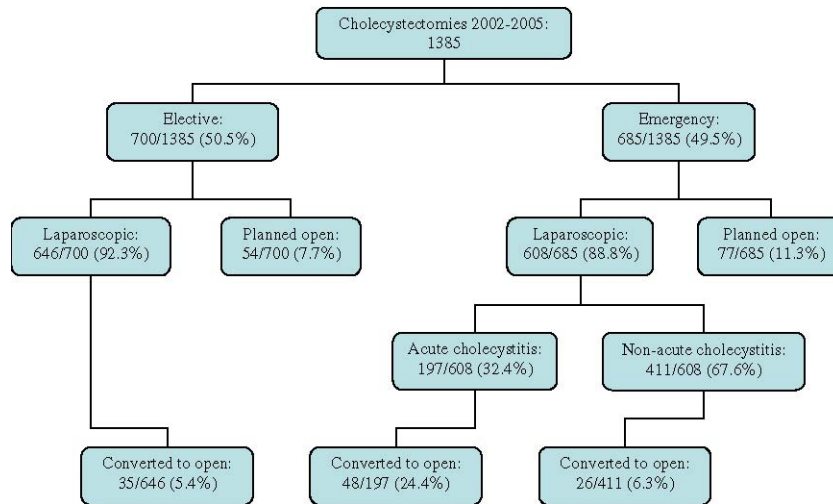 Cholecystectomies 2002-2005:
1385
Elective:
700/1385 (50.5%)
Emergency:
685/1385 (49.5%)
Laparoscopic:
646/700 (92.3%)
Planned open:
54/700 (7.7%)
Laparoscopic:
608/685 (88.8%)
Planned open:
77/685 (11.3%)
Acute cholecystitis:
197/608 (32.4%)
Non-acute cholecystitis:
411/608 (67.6%)
Converted to open:
35/646 (5.4%)
Converted to open:
48/197 (24.4%)
Converted to open:
26/411 (6.3%)